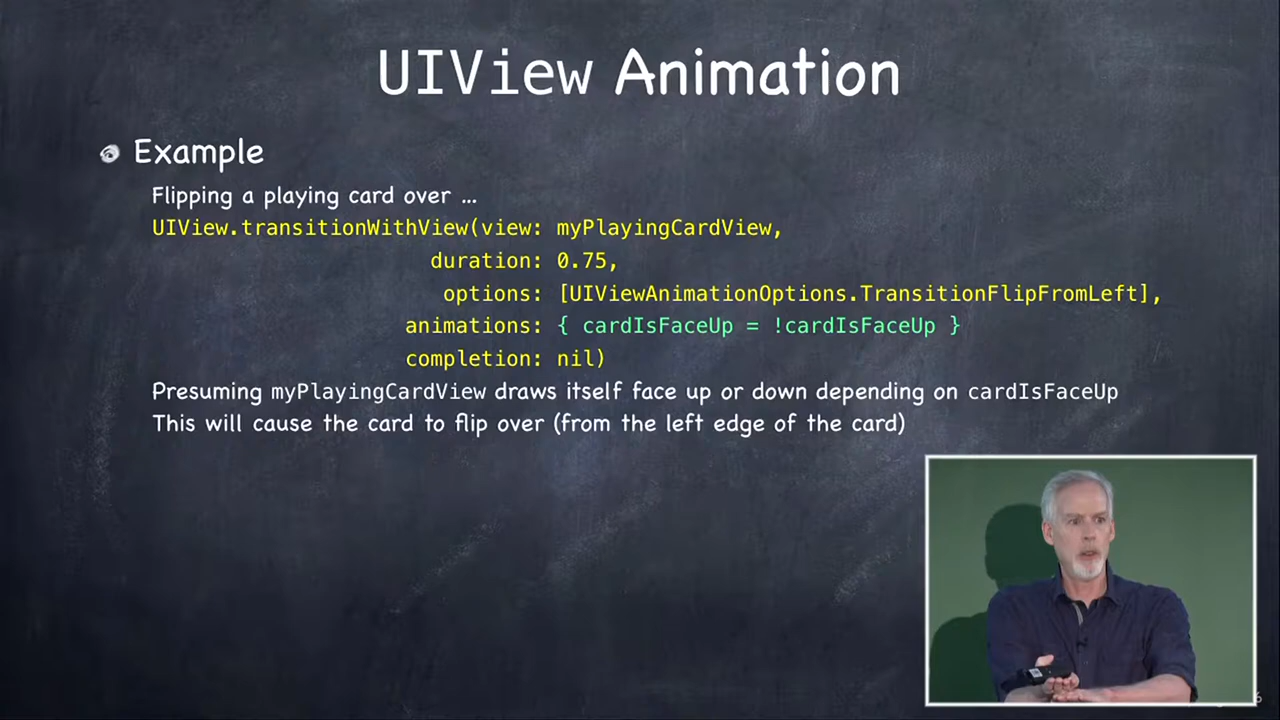 UIView Animation
Example
Flipping a playing card over ...
UIView.transitionWithView(view: myPlayingCardView,
duration: 0.75,
options: [UIViewAnimationOptions.TransitionFlipFromLeft],
animations: { cardIsFaceUp = !cardIsFaceUp }
completion: nil)
Presuming myPlayingCardView draws itself face up or down depending on cardIsFaceUp
This will cause the card to flip over (from the left edge of the card)